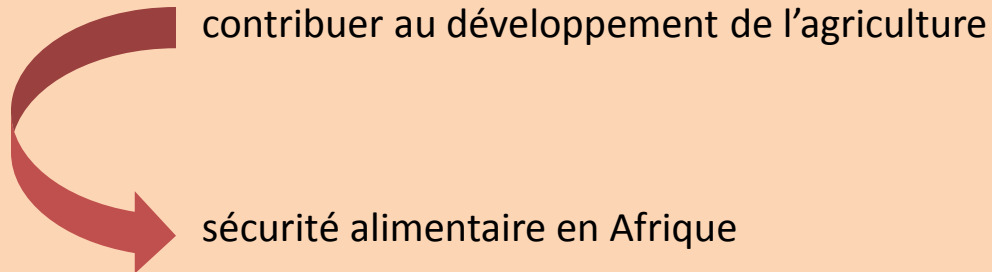 contribuer au développement de l’agriculture
sécurité alimentaire en Afrique